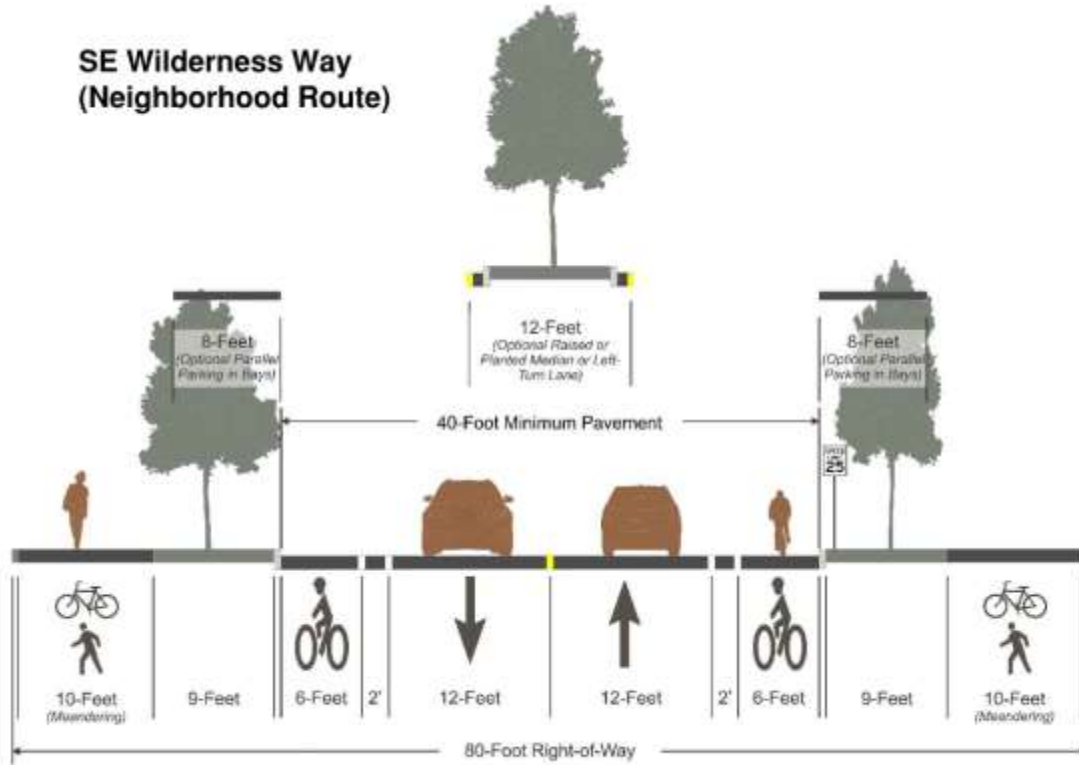 SE Wilderness Way
(Neighborhood Route)
8-Feet
(Optional Parallel
Parking in Bays)
12-Feet
(Optional Raised or
Planted Median or Left-
Turn Lane)
8-Feet
(Optional Parallel
Parking in Bays)
40-Foot Minimum Pavement
SPEED
25
10-Feet
(Meandering)
9-Feet
6-Feet
2'
12-Feet
12-Feet
2'
6-Feet
9-Feet
10-Feet
(Meandering)
80-Foot Right-of-Way